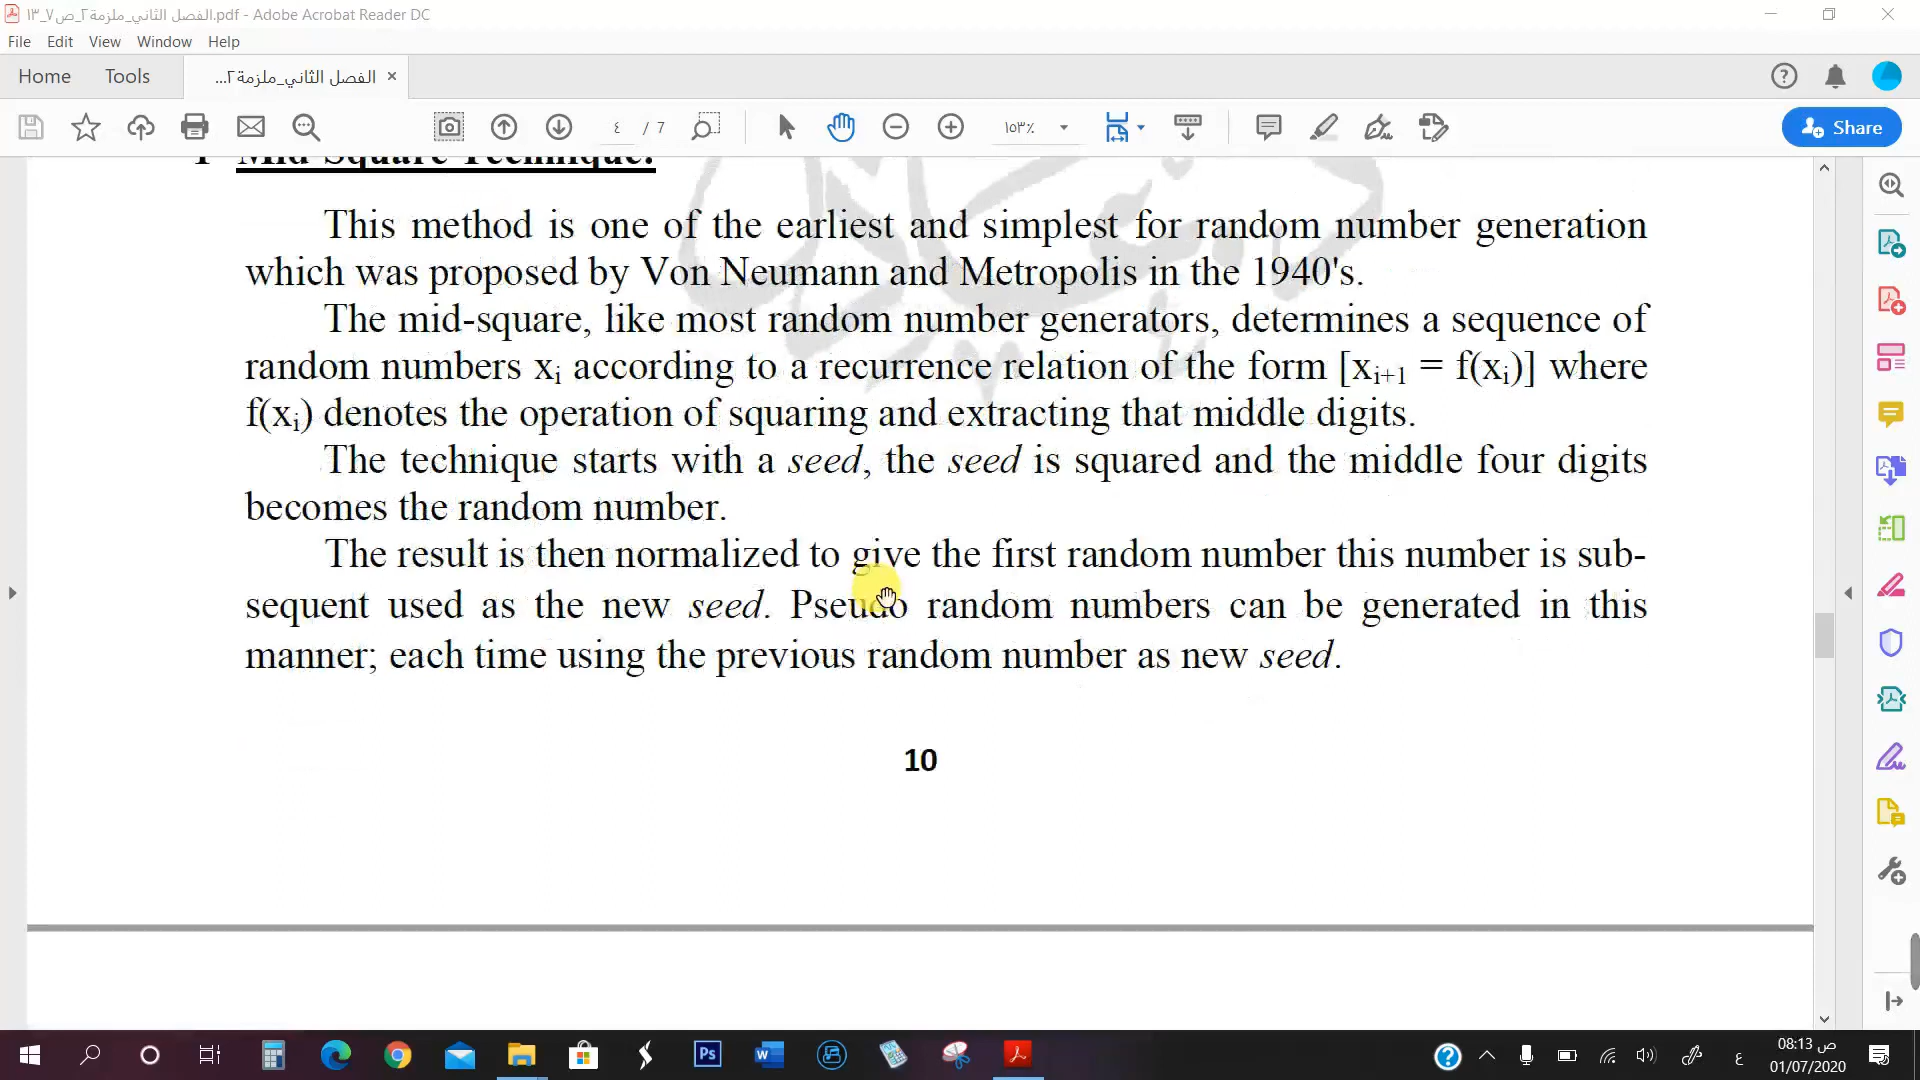 الفصل الثاني_ملزمة٢_ص٧_١٣.pdf - Adobe Acrobat Reader DC
File Edit View Window Help
Home Tools الفصل الثاني_ملزمة٢... ×
٤ / 7 ١٥٣٪ Share
1 Mid-Square Technique:
This method is one of the earliest and simplest for random number generation
which was proposed by Von Neumann and Metropolis in the 1940's.
The mid-square, like most random number generators, determines a sequence of
random numbers xi according to a recurrence relation of the form [xi+1 = f(xi)] where
f(xi) denotes the operation of squaring and extracting that middle digits.
The technique starts with a seed, the seed is squared and the middle four digits
becomes the random number.
The result is then normalized to give the first random number this number is sub-
sequent used as the new seed. Pseudo random numbers can be generated in this
manner; each time using the previous random number as new seed.
10
Ps W ع ص 08:13
01/07/2020